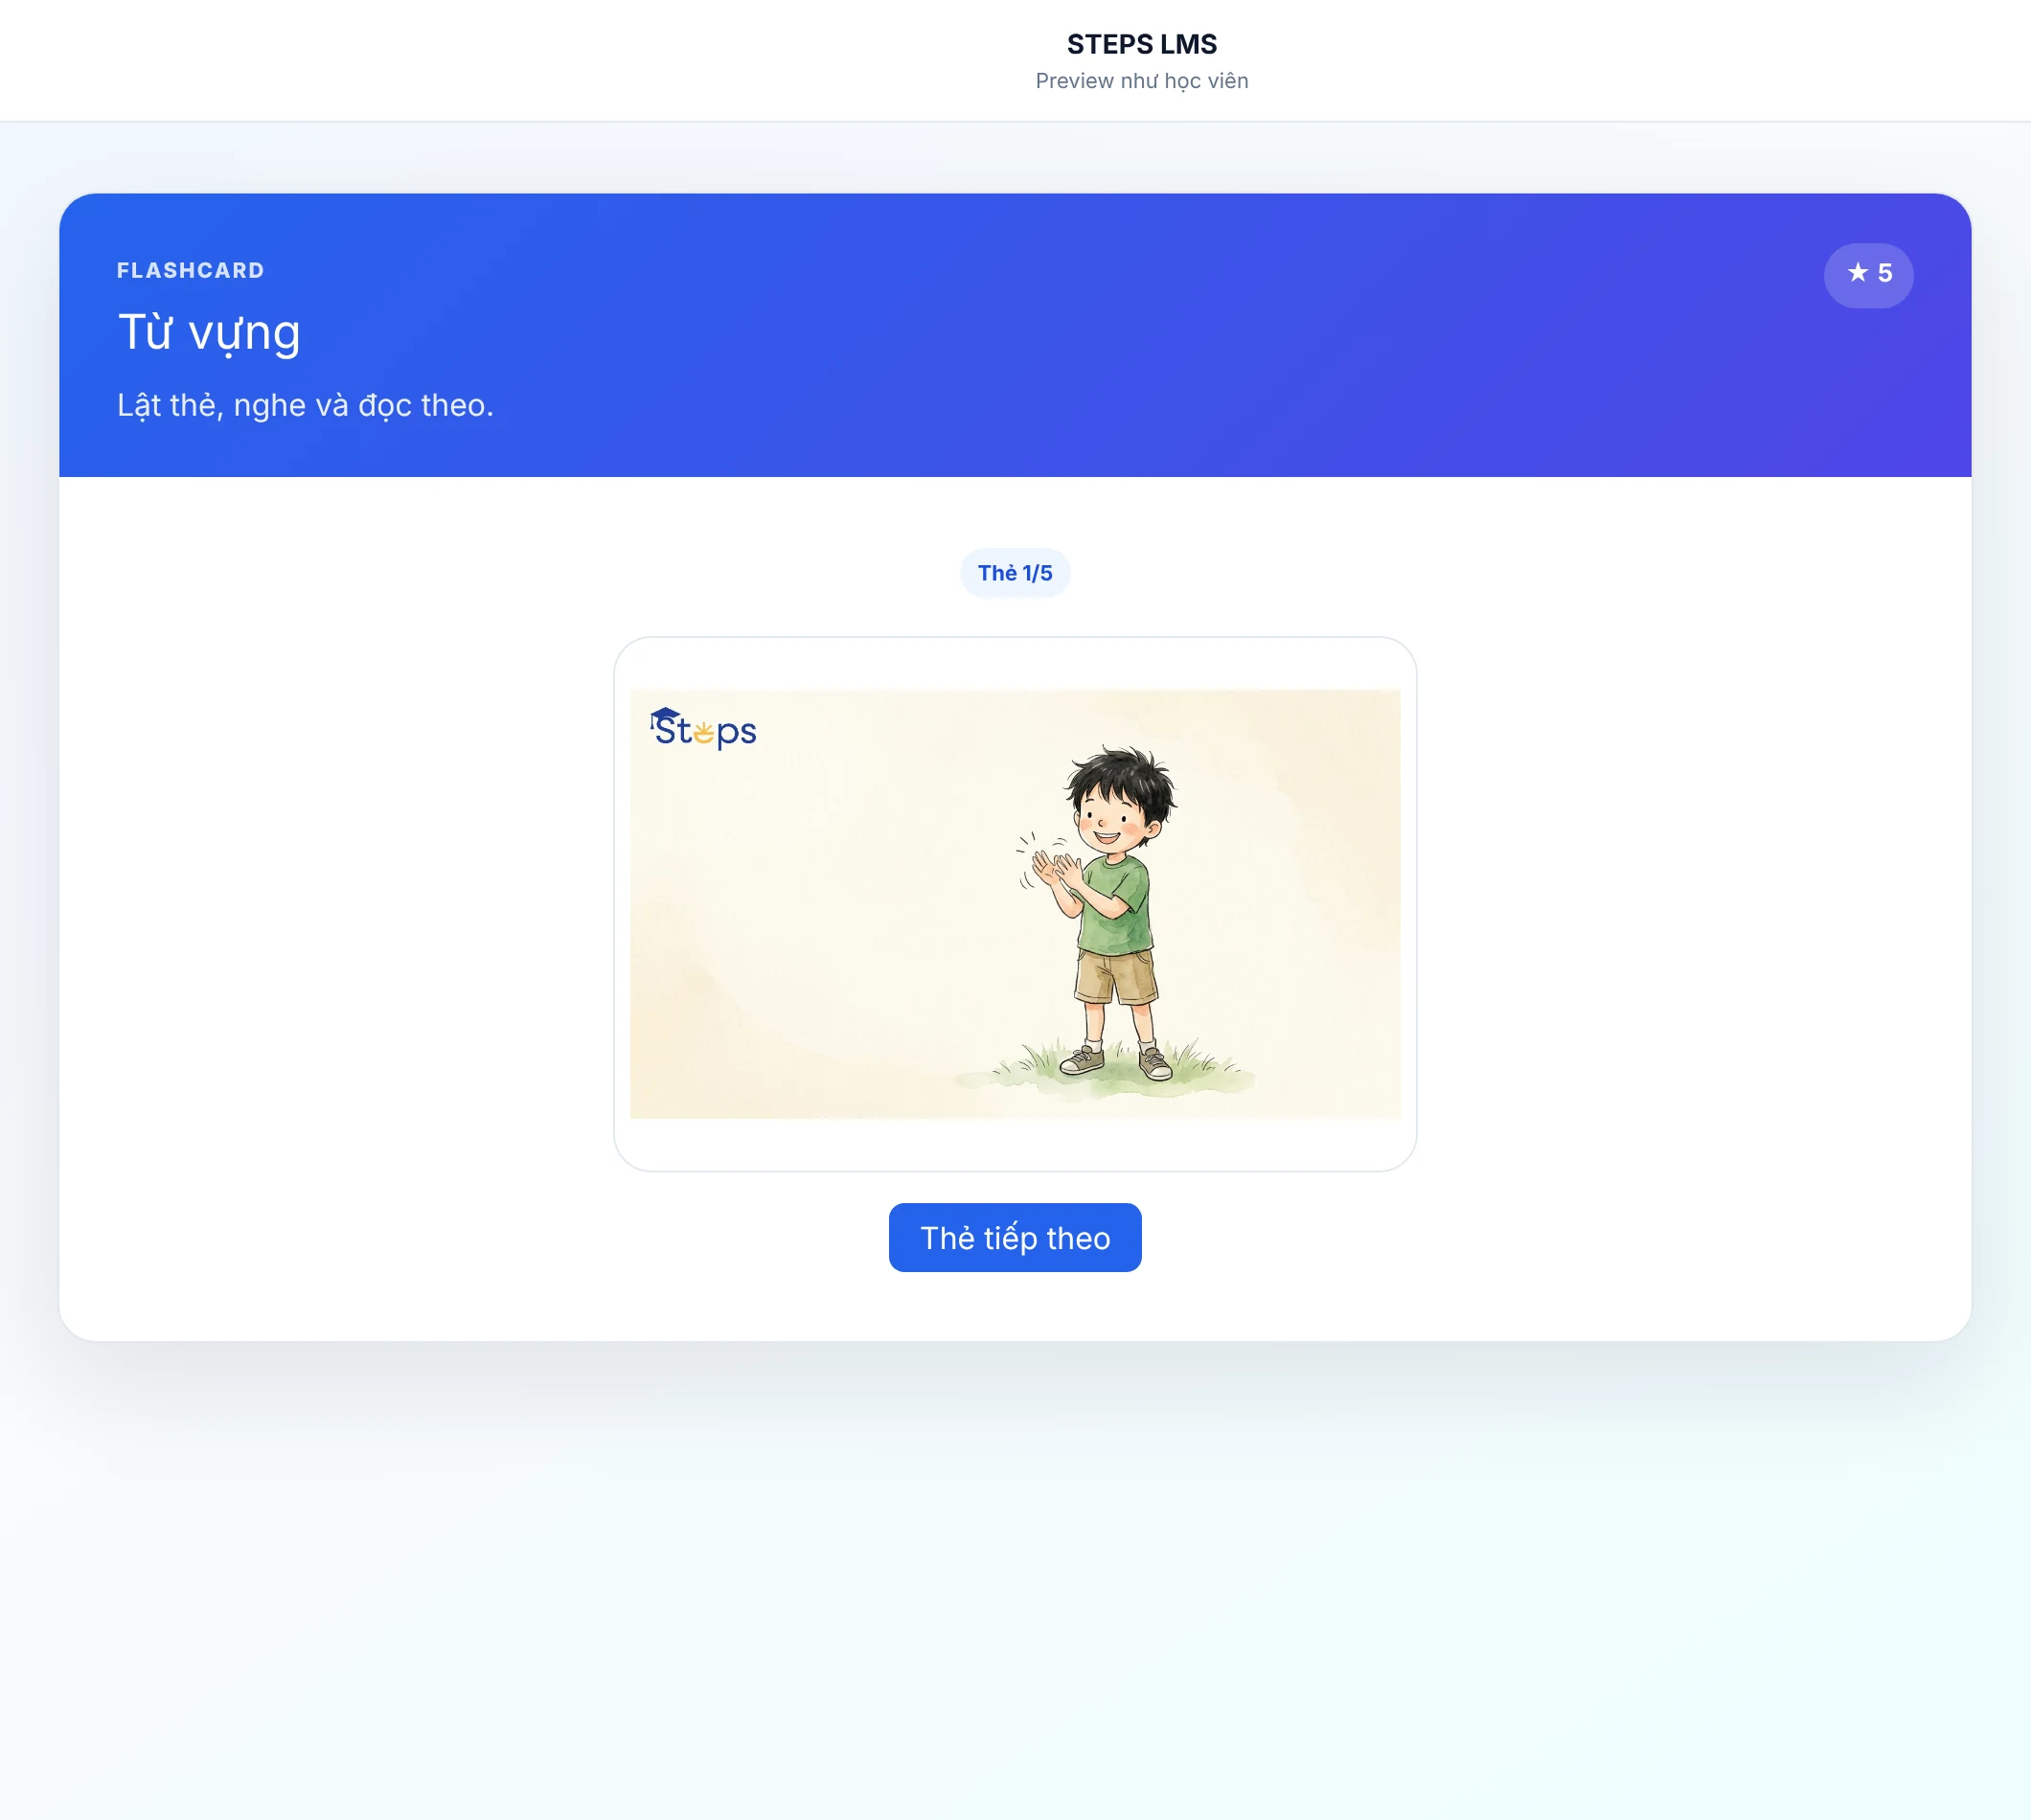 STEPS LMS
Preview như học viên
FLASHCARD
★ 5
Từ vựng
Lật thẻ, nghe và đọc theo.
Thẻ 1/5
Steps
Thẻ tiếp theo